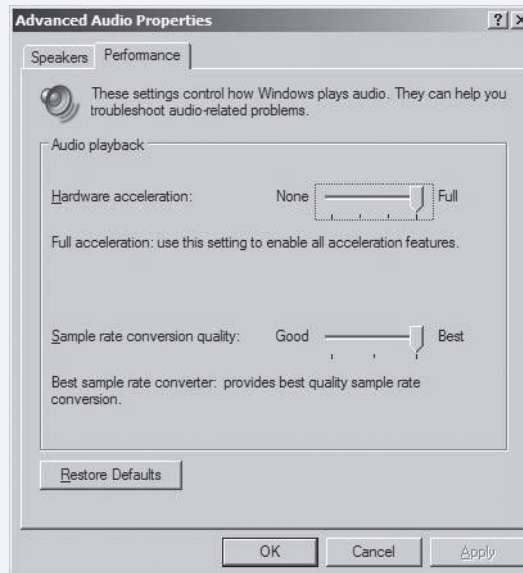 Advanced Audio Properties
Speakers
Performance
These settings control how Windows plays audio. They can help you
troubleshoot audio-related problems.
Audio playback
Hardware acceleration:
None
Full
Full acceleration: use this setting to enable all acceleration features.
Sample rate conversion quality:
Good
Best
Best sample rate converter: provides best quality sample rate
conversion.
Restore Defaults
OK
Cancel
Apply